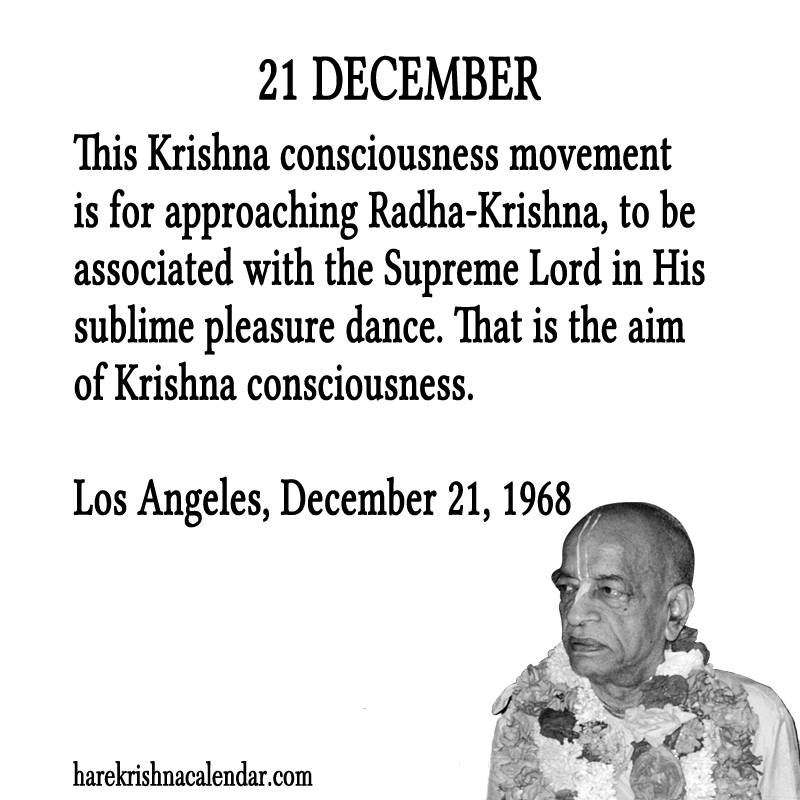 21 DECEMBER
This Krishna consciousness movement
is for approaching Radha-Krishna, to be
associated with the Supreme Lord in His
sublime pleasure dance. That is the aim
of Krishna consciousness.
Los Angeles, December 21, 1968
harekrishnacalendar.com